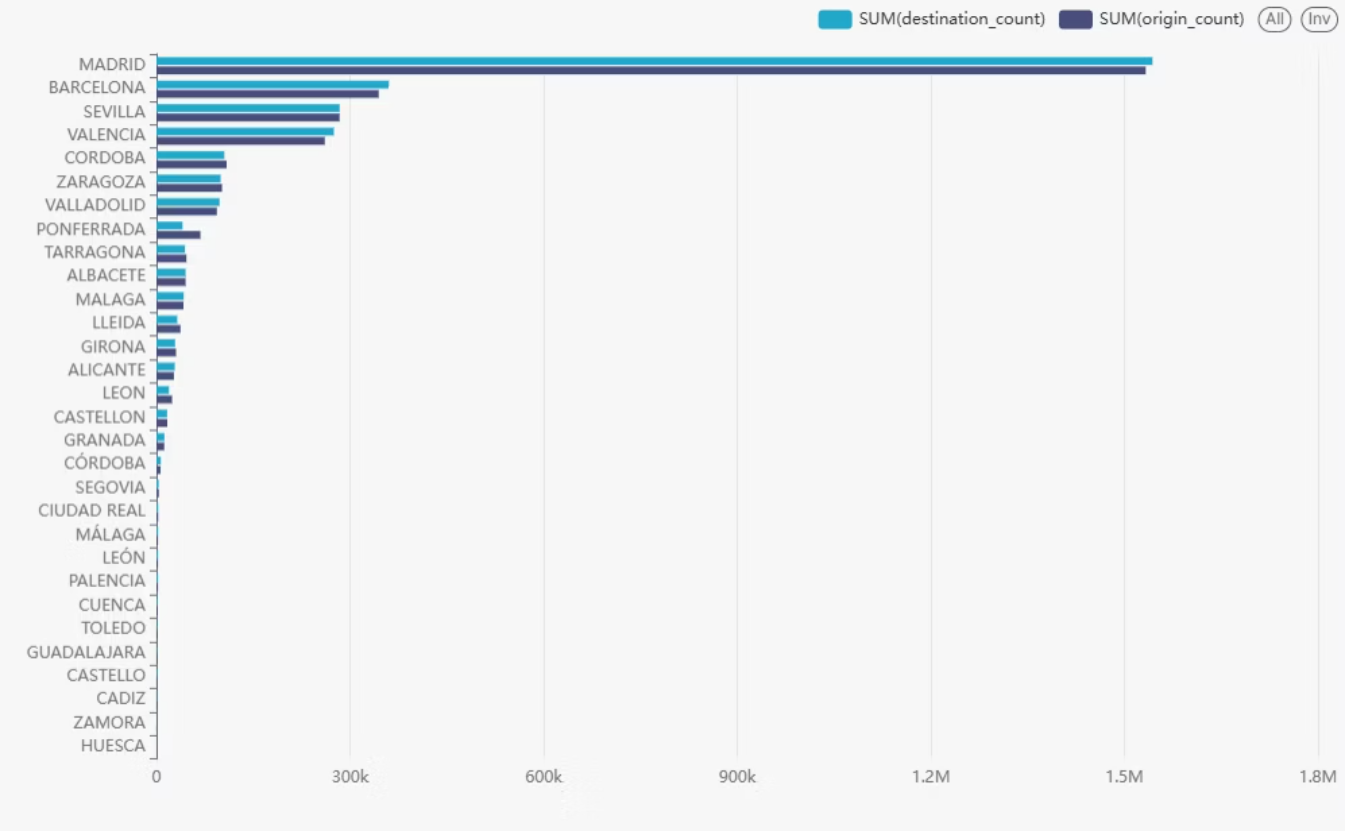 SUM(destination_count) SUM(origin_count) All Inv
MADRID
BARCELONA
SEVILLA
VALENCIA
CORDOBA
ZARAGOZA
VALLADOLID
PONFERRADA
TARRAGONA
ALBACETE
MALAGA
LLEIDA
GIRONA
ALICANTE
LEON
CASTELLON
GRANADA
CÓRDOBA
SEGOVIA
CIUDAD REAL
MÁLAGA
LEÓN
PALENCIA
CUENCA
TOLEDO
GUADALAJARA
CASTELLO
CADIZ
ZAMORA
HUESCA
0 300k 600k 900k 1.2M 1.5M 1.8M